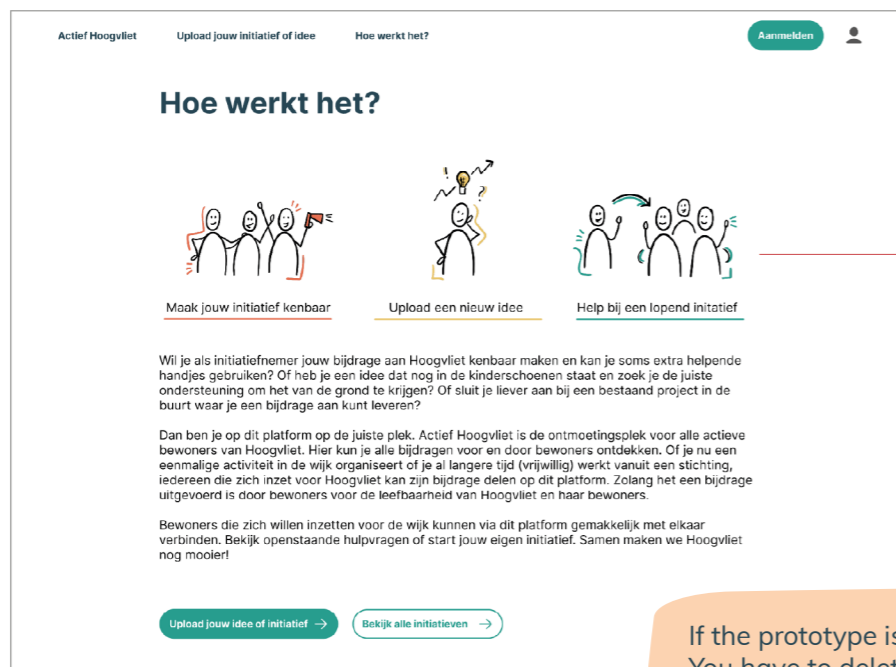 Actief Hoogvliet Upload jouw initiatief of idee Hoe werkt het? Aanmelden
Hoe werkt het?
Maak jouw initiatief kenbaar Upload een nieuw idee Help bij een lopend initatief
Wil je als initiatiefnemer jouw bijdrage aan Hoogvliet kenbaar maken en kan je soms extra helpende
handjes gebruiken? Of heb je een idee dat nog in de kinderschoenen staat en zoek je de juiste
ondersteuning om het van de grond te krijgen? Of sluit je liever aan bij een bestaand project in de
buurt waar je een bijdrage aan kunt leveren?
Dan ben je op dit platform op de juiste plek. Actief Hoogvliet is de ontmoetingsplek voor alle actieve
bewoners van Hoogvliet. Hier kun je alle bijdragen voor en door bewoners ontdekken. Of je nu een
eenmalige activiteit in de wijk organiseert of je al langere tijd (vrijwillig) werkt vanuit een stichting,
iedereen die zich inzet voor Hoogvliet kan zijn bijdrage delen op dit platform. Zolang het een bijdrage
uitgevoerd is door bewoners voor de leefbaarheid van Hoogvliet en haar bewoners.
Bewoners die zich willen inzetten voor de wijk kunnen via dit platform gemakkelijk met elkaar
verbinden. Bekijk openstaande hulpvragen of start jouw eigen initiatief. Samen maken we Hoogvliet
nog mooier!
Upload jouw idee of initiatief Bekijk alle initiatieven
If the prototype is
You have to